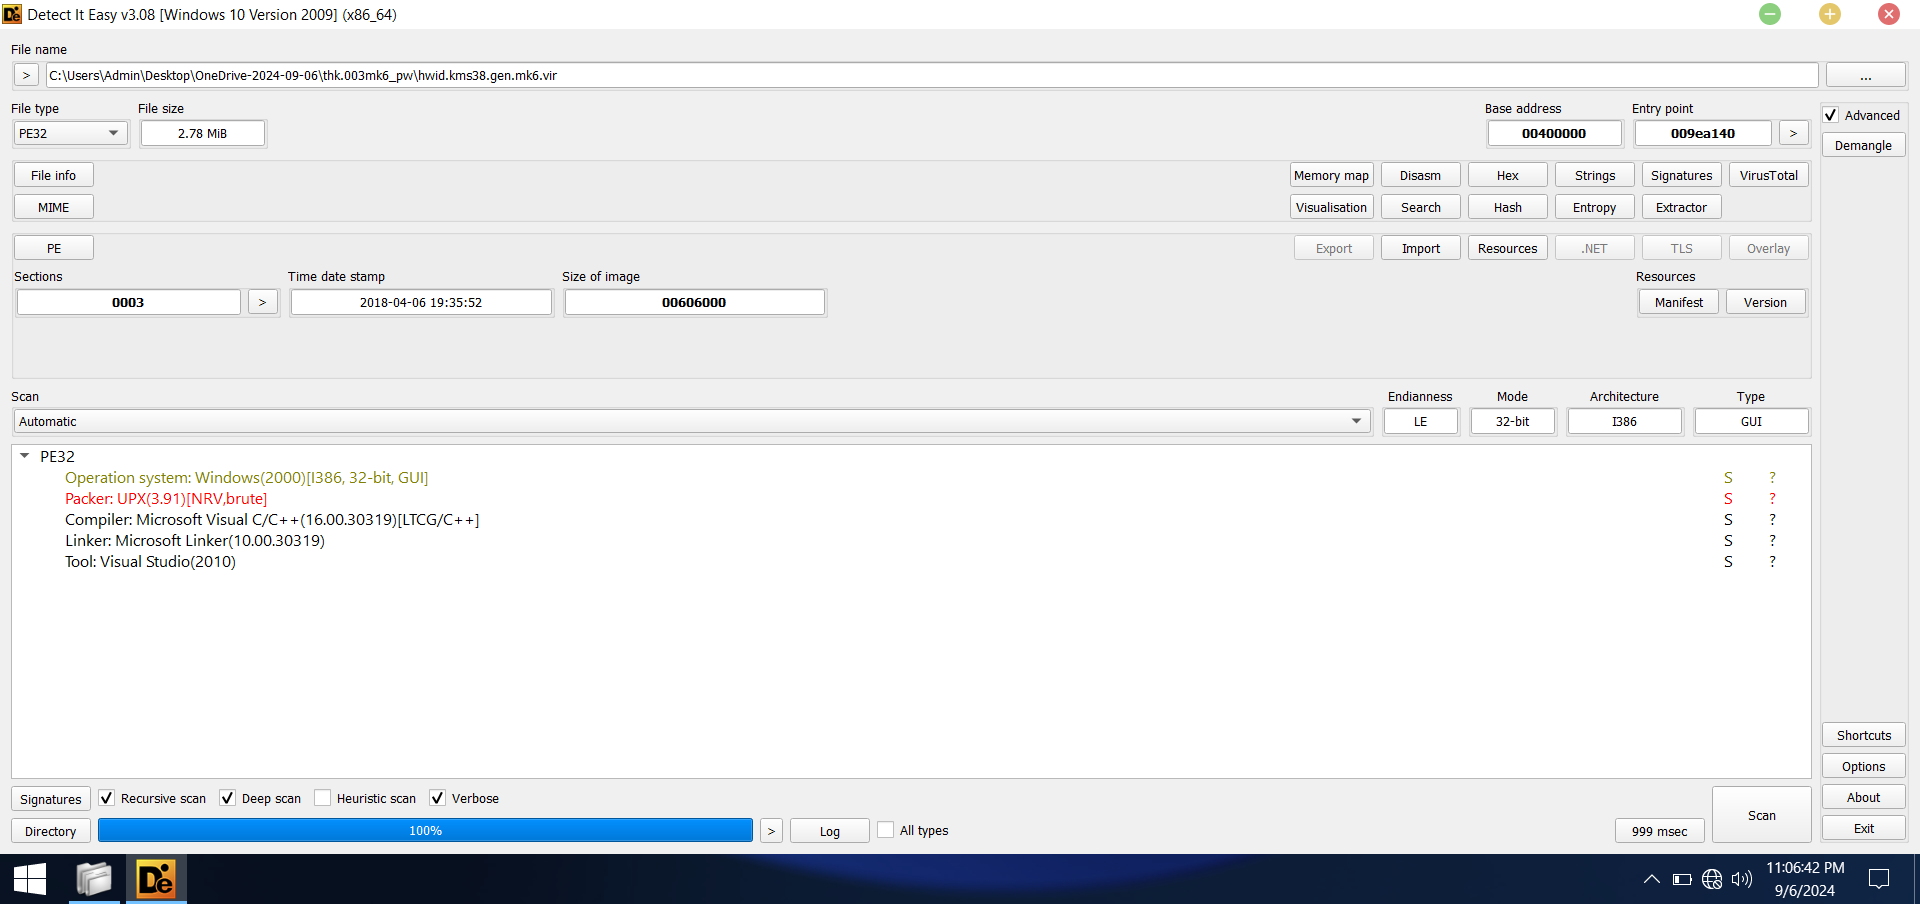 Detect It Easy v3.08 [Windows 10 Version 2009] (x86_64)
File name
> C:\Users\Admin\Desktop\OneDrive-2024-09-06\thk.003mk6_pw\hwid.kms38.gen.mk6.vir ...
File type File size Base address Entry point
PE32 2.78 MiB 00400000 009ea140 >
Advanced
Demangle
File info Memory map Disasm Hex Strings Signatures VirusTotal
MIME Visualisation Search Hash Entropy Extractor
PE Export Import Resources .NET TLS Overlay
Sections Time date stamp Size of image Resources
0003 > 2018-04-06 19:35:52 00606000 Manifest Version
Scan Endianness Mode Architecture Type
Automatic LE 32-bit I386 GUI
PE32
Operation system: Windows(2000)[I386, 32-bit, GUI] S ?
Packer: UPX(3.91)[NRV,brute] S ?
Compiler: Microsoft Visual C/C++(16.00.30319)[LTCG/C++] S ?
Linker: Microsoft Linker(10.00.30319) S ?
Tool: Visual Studio(2010) S ?
Shortcuts
Options
Signatures Recursive scan Deep scan Heuristic scan Verbose
About
Directory 100% > Log All types 999 msec Scan
Exit
De
11:06:42 PM
9/6/2024